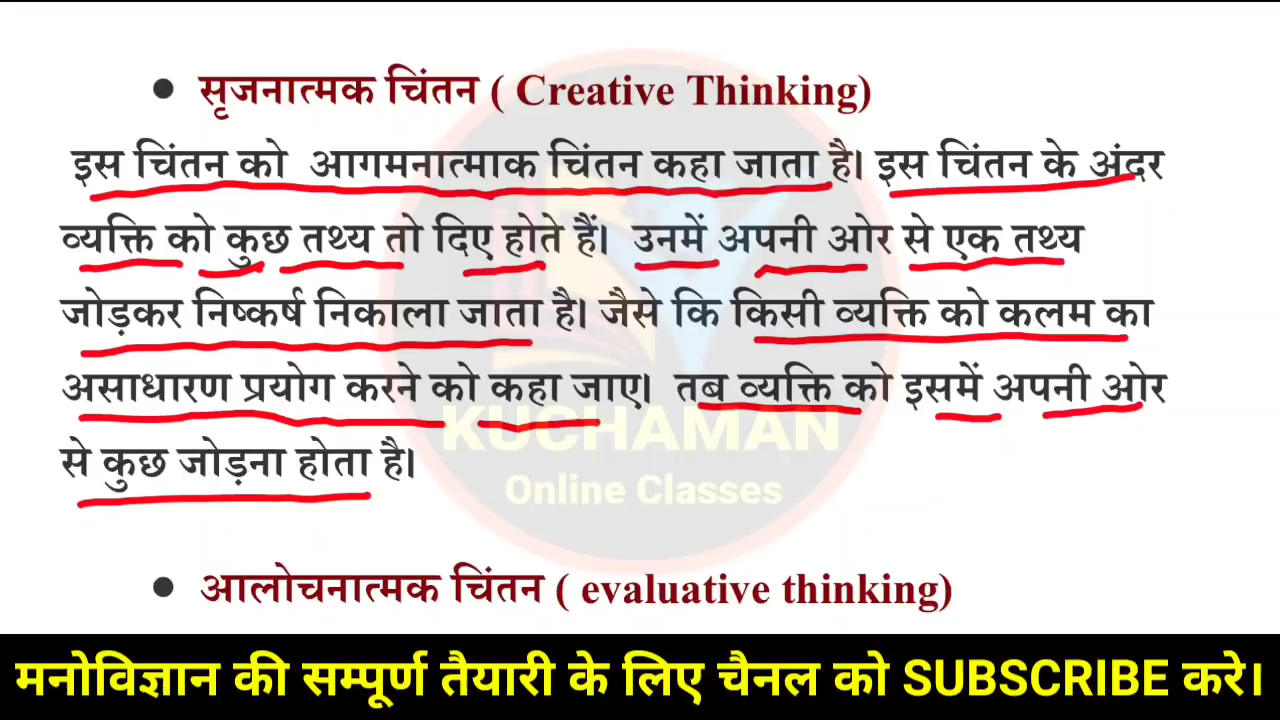 • सृजनात्मक चिंतन ( Creative Thinking)
इस चिंतन को आगमनात्माक चिंतन कहा जाता है। इस चिंतन के अंदर
व्यक्ति को कुछ तथ्य तो दिए होते हैं। उनमें अपनी ओर से एक तथ्य
जोड़कर निष्कर्ष निकाला जाता है। जैसे कि किसी व्यक्ति को कलम का
असाधारण प्रयोग करने को कहा जाए। तब व्यक्ति को इसमें अपनी ओर
से कुछ जोड़ना होता है।
KUCHAMAN
Online Classes
• आलोचनात्मक चिंतन ( evaluative thinking)
मनोविज्ञान की सम्पूर्ण तैयारी के लिए चैनल को SUBSCRIBE करे।